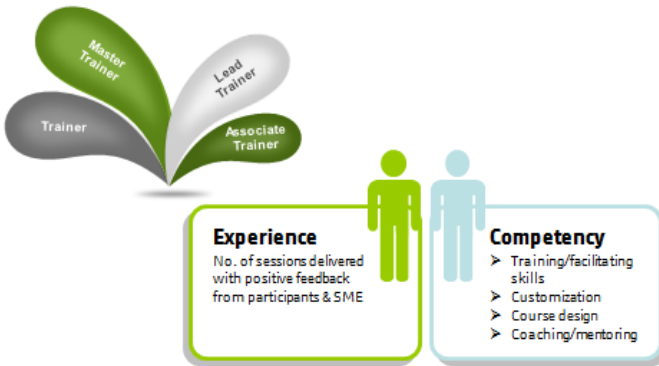 Master
Trainer
Lead
Trainer
Trainer
Associate
Trainer
Experience
No. of sessions delivered
with positive feedback
from participants & SME
Competency
➢ Training/facilitating
skills
➢ Customization
➢ Course design
➢ Coaching/mentoring